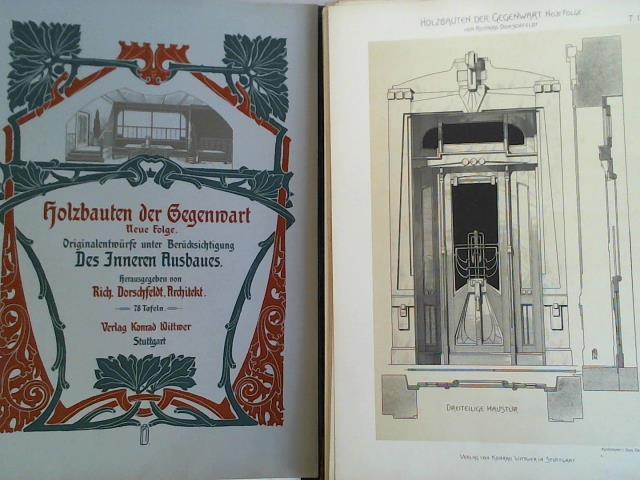 Holzbauten der Gegenwart
Neue Folge.
Originalentwürfe unter Berücksichtigung
Des Inneren Ausbaues.
Herausgegeben von
Rich. Dorschfeldt, Architekt.
78 Tafeln.
Verlag Konrad Wittwer
Stuttgart
HOLZBAUTEN DER GEGENWART NEUE FOLGE
VON RICHARD DORSCHFELDT
T
DREITEILIGE HAUSTÜR
VERLAG VON KONRAD WITTWER IN STUTTGART